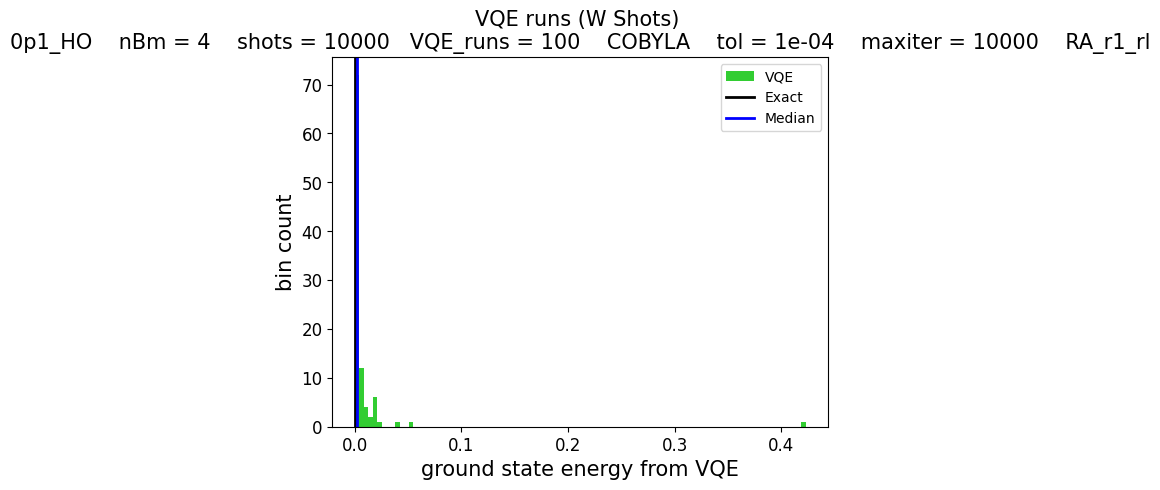 VQE runs (W Shots)
0p1_HO    nBm = 4    shots = 10000   VQE_runs = 100    COBYLA    tol = 1e-04    maxiter = 10000    RA_r1_rl
VQE
Exact
Median
bin count
70
60
50
40
30
20
10
0
0.0 0.1 0.2 0.3 0.4
ground state energy from VQE